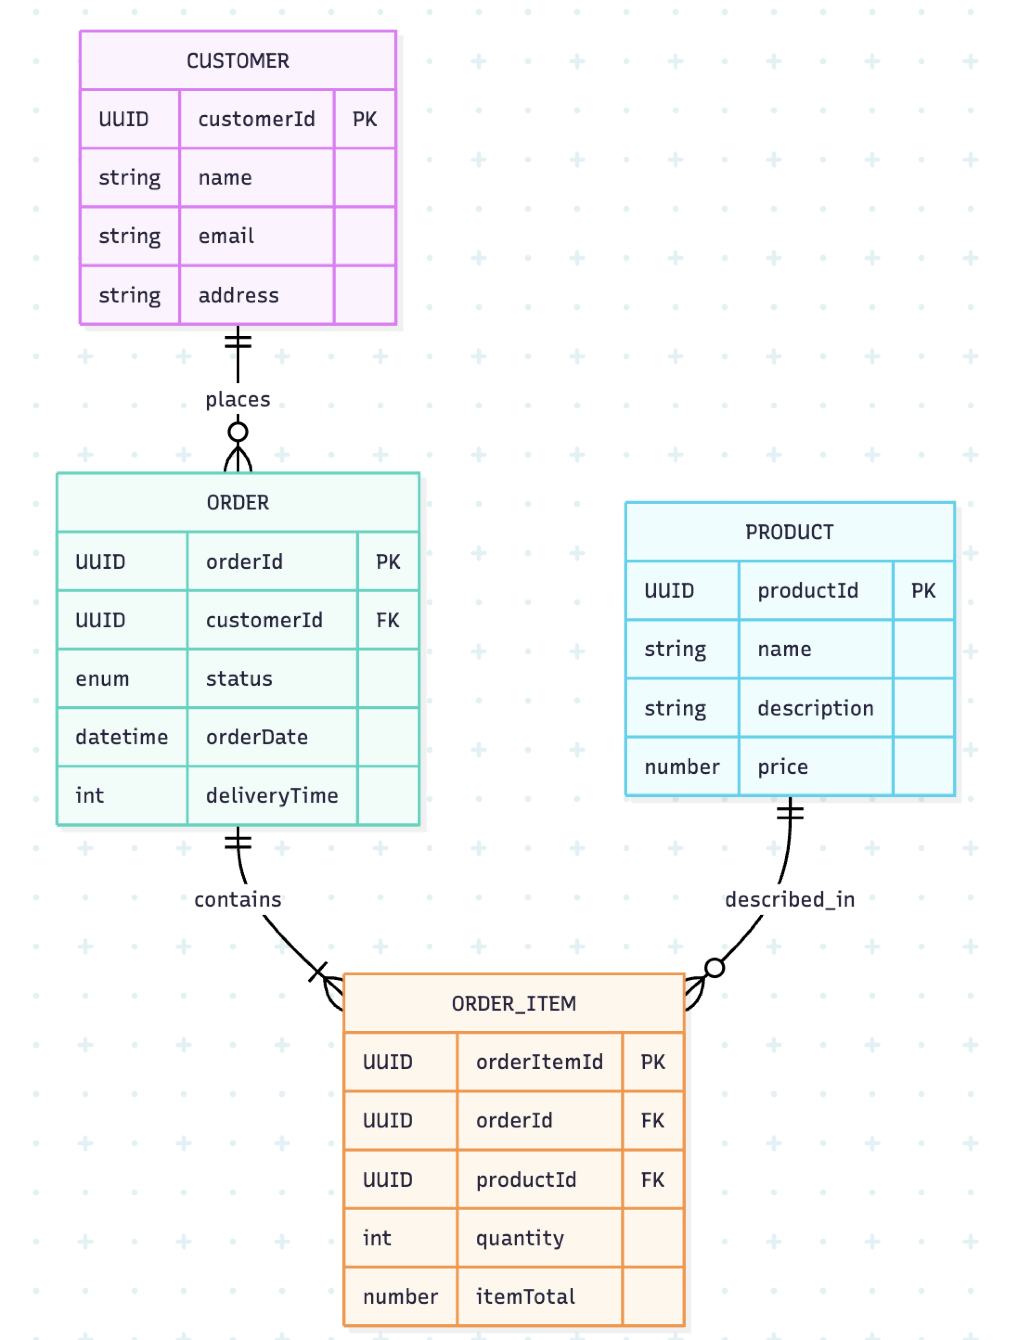 CUSTOMER
UUID customerId PK
string name
string email
string address
places
ORDER
UUID orderId PK
UUID customerId FK
enum status
datetime orderDate
int deliveryTime
PRODUCT
UUID productId PK
string name
string description
number price
contains
described_in
ORDER_ITEM
UUID orderItemId PK
UUID orderId FK
UUID productId FK
int quantity
number itemTotal